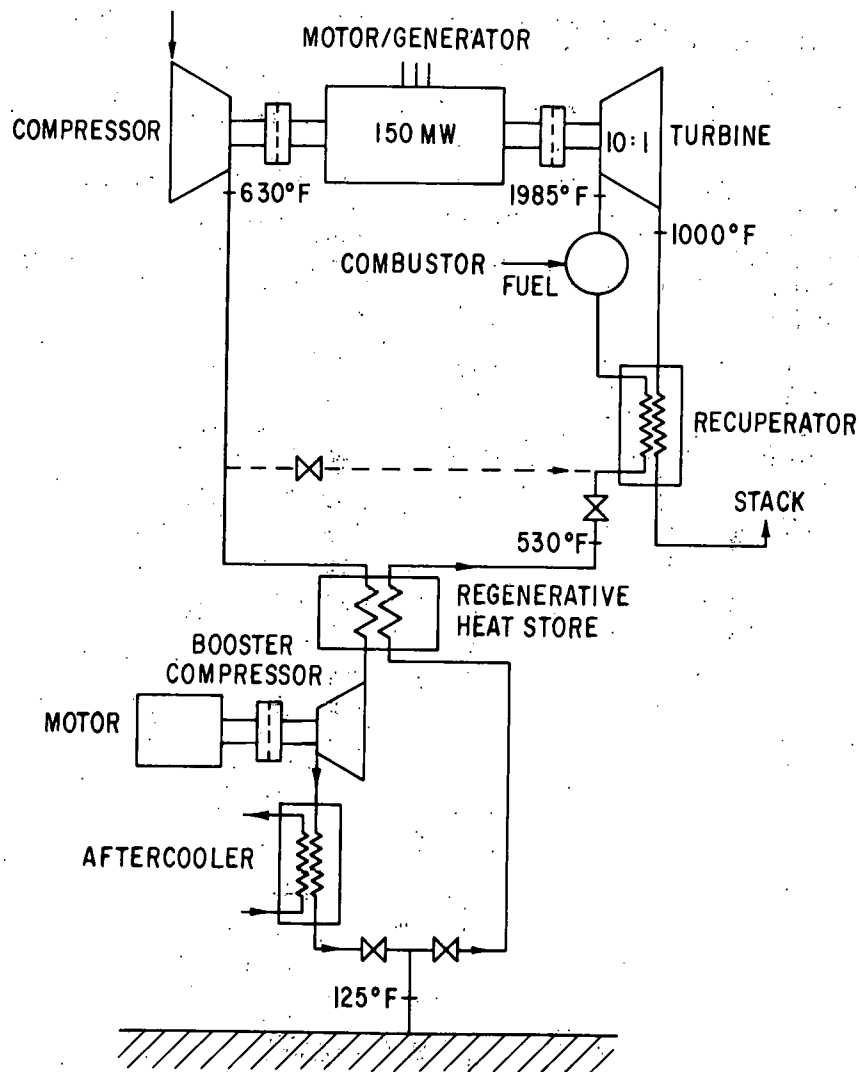 MOTOR/GENERATOR
COMPRESSOR
150 MW
10:1
TURBINE
630°F
1985°F
1000°F
COMBUSTOR
FUEL
RECUPERATOR
STACK
530°F
REGENERATIVE
HEAT STORE
BOOSTER
COMPRESSOR
MOTOR
AFTERCOOLER
125°F